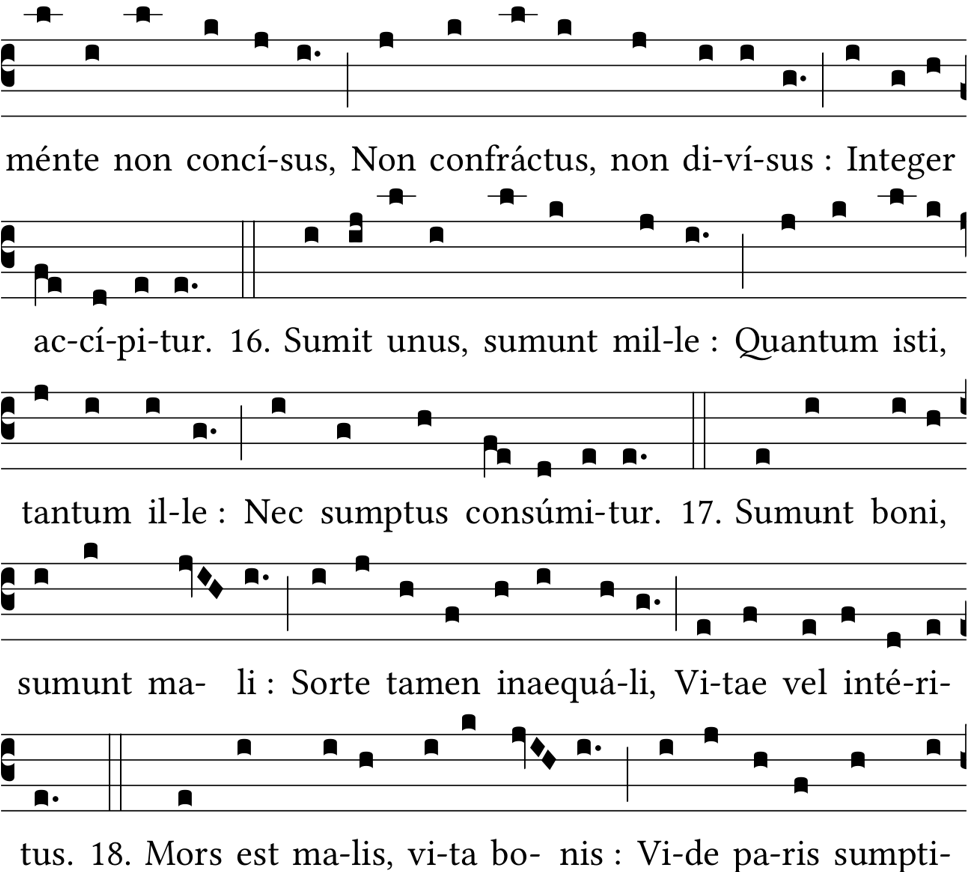 ménte non concí-sus, Non confráctus, non di-ví-sus : Integer
ac-cí-pi-tur. 16. Sumit unus, sumunt mil-le : Quantum isti,
tantum il-le : Nec sumptus consúmi-tur. 17. Sumunt boni,
sumunt ma- li : Sorte tamen inaequá-li, Vi-tae vel inté-ri-
tus. 18. Mors est ma-lis, vi-ta bo- nis : Vi-de pa-ris sumpti-